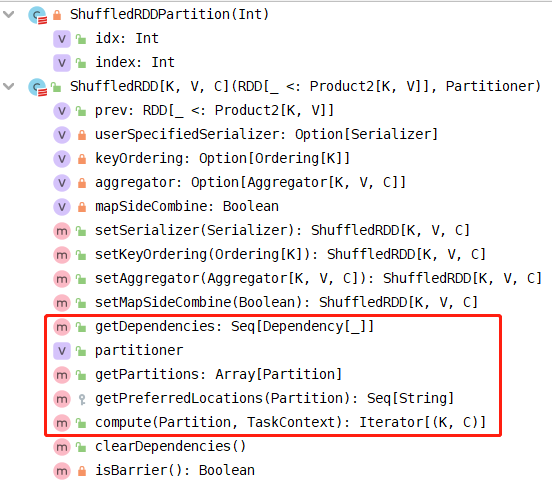 ShuffledRDDPartition(Int)
idx: Int
index: Int
ShuffledRDD[K, V, C](RDD[_ <: Product2[K, V]], Partitioner)
prev: RDD[_ <: Product2[K, V]]
userSpecifiedSerializer: Option[Serializer]
keyOrdering: Option[Ordering[K]]
aggregator: Option[Aggregator[K, V, C]]
mapSideCombine: Boolean
setSerializer(Serializer): ShuffledRDD[K, V, C]
setKeyOrdering(Ordering[K]): ShuffledRDD[K, V, C]
setAggregator(Aggregator[K, V, C]): ShuffledRDD[K, V, C]
setMapSideCombine(Boolean): ShuffledRDD[K, V, C]
getDependencies: Seq[Dependency[_]]
partitioner
getPartitions: Array[Partition]
getPreferredLocations(Partition): Seq[String]
compute(Partition, TaskContext): Iterator[(K, C)]
clearDependencies()
isBarrier(): Boolean